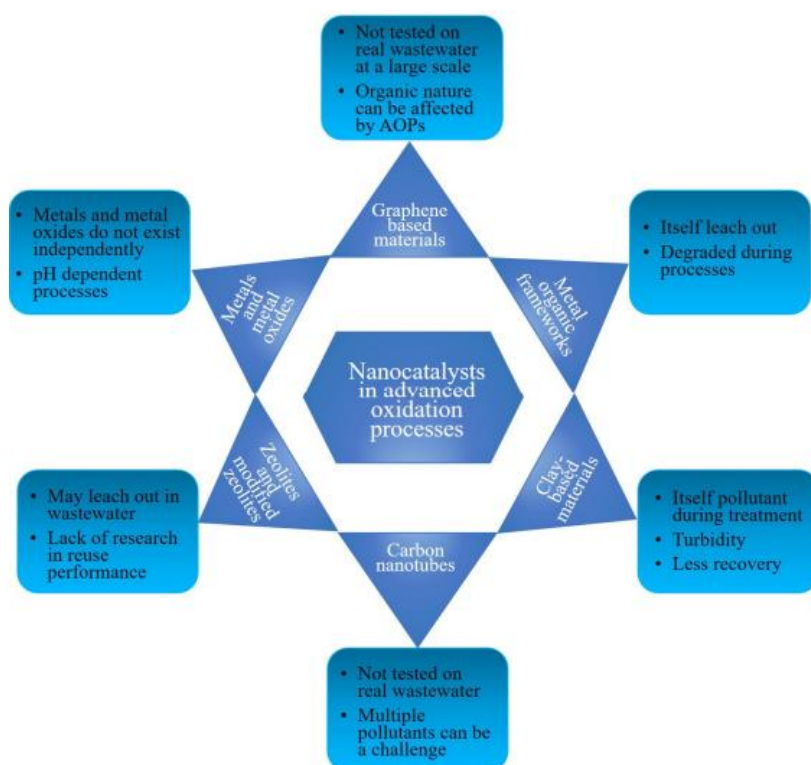 • Not tested on
real wastewater
at a large scale
• Organic nature
can be affected
by AOPs
Graphene
based
materials
• Metals and metal
oxides do not exist
independently
• pH dependent
processes
Metals
and
metal
oxides
• Itself leach out
• Degraded during
processes
Metal
organic
frameworks
Nanocatalysts
in advanced
oxidation
processes
• May leach out in
wastewater
• Lack of research
in reuse
performance
Zeolites
and
modified
zeolites
• Itself pollutant
during treatment
• Turbidity
• Less recovery
Clay-
based
materials
Carbon
nanotubes
• Not tested on
real wastewater
• Multiple
pollutants can be
a challenge